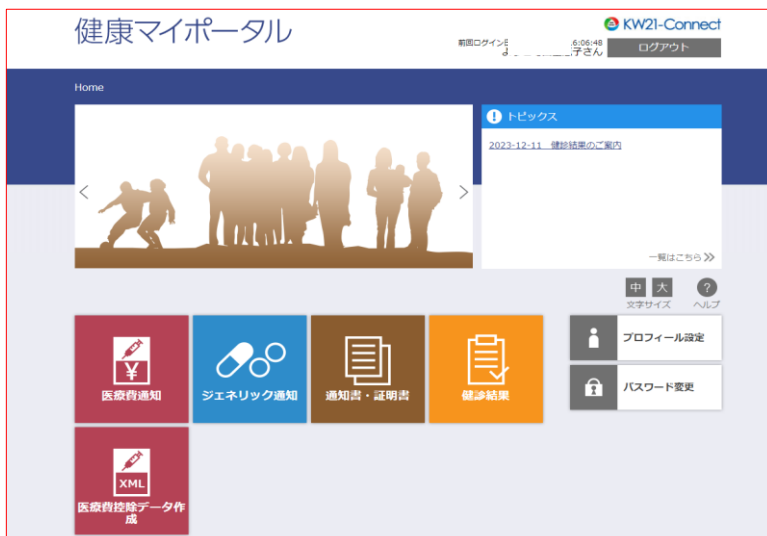 健康マイポータル
KW21-Connect
前回ログイン
6:06:48
子さん
ログアウト
Home
トピックス
2023-12-11 健診結果のご案内
一覧はこちら
中 大 ?
文字サイズ ヘルプ
医療費通知
ジェネリック通知
通知書・証明書
健診結果
プロフィール設定
パスワード変更
XML
医療費控除データ作
成